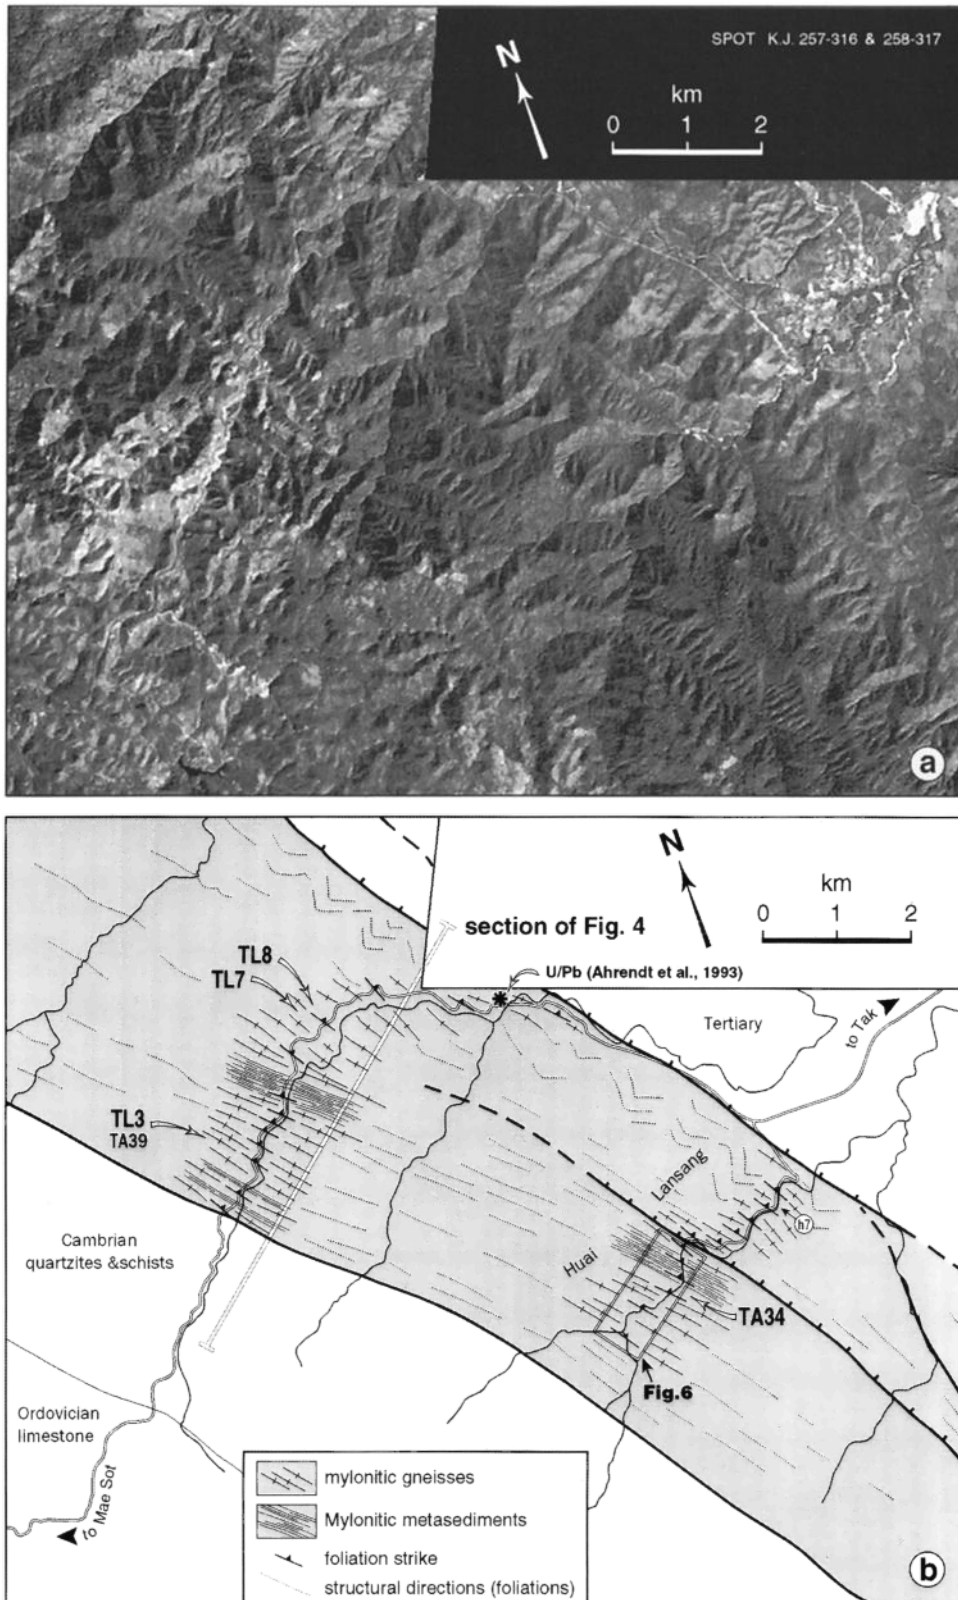 SPOT K.J. 257-316 & 258-317
N
km
0 1 2
a
N
km
0 1 2
section of Fig. 4
U/Pb (Ahrendt et al., 1993)
TL8
TL7
Tertiary
to Tak
TL3
TA39
Lansang
h7
Huai
Cambrian
quartzites &schists
TA34
Fig.6
Ordovician
limestone
to Mae Sot
mylonitic gneisses
Mylonitic metasediments
foliation strike
structural directions (foliations)
b